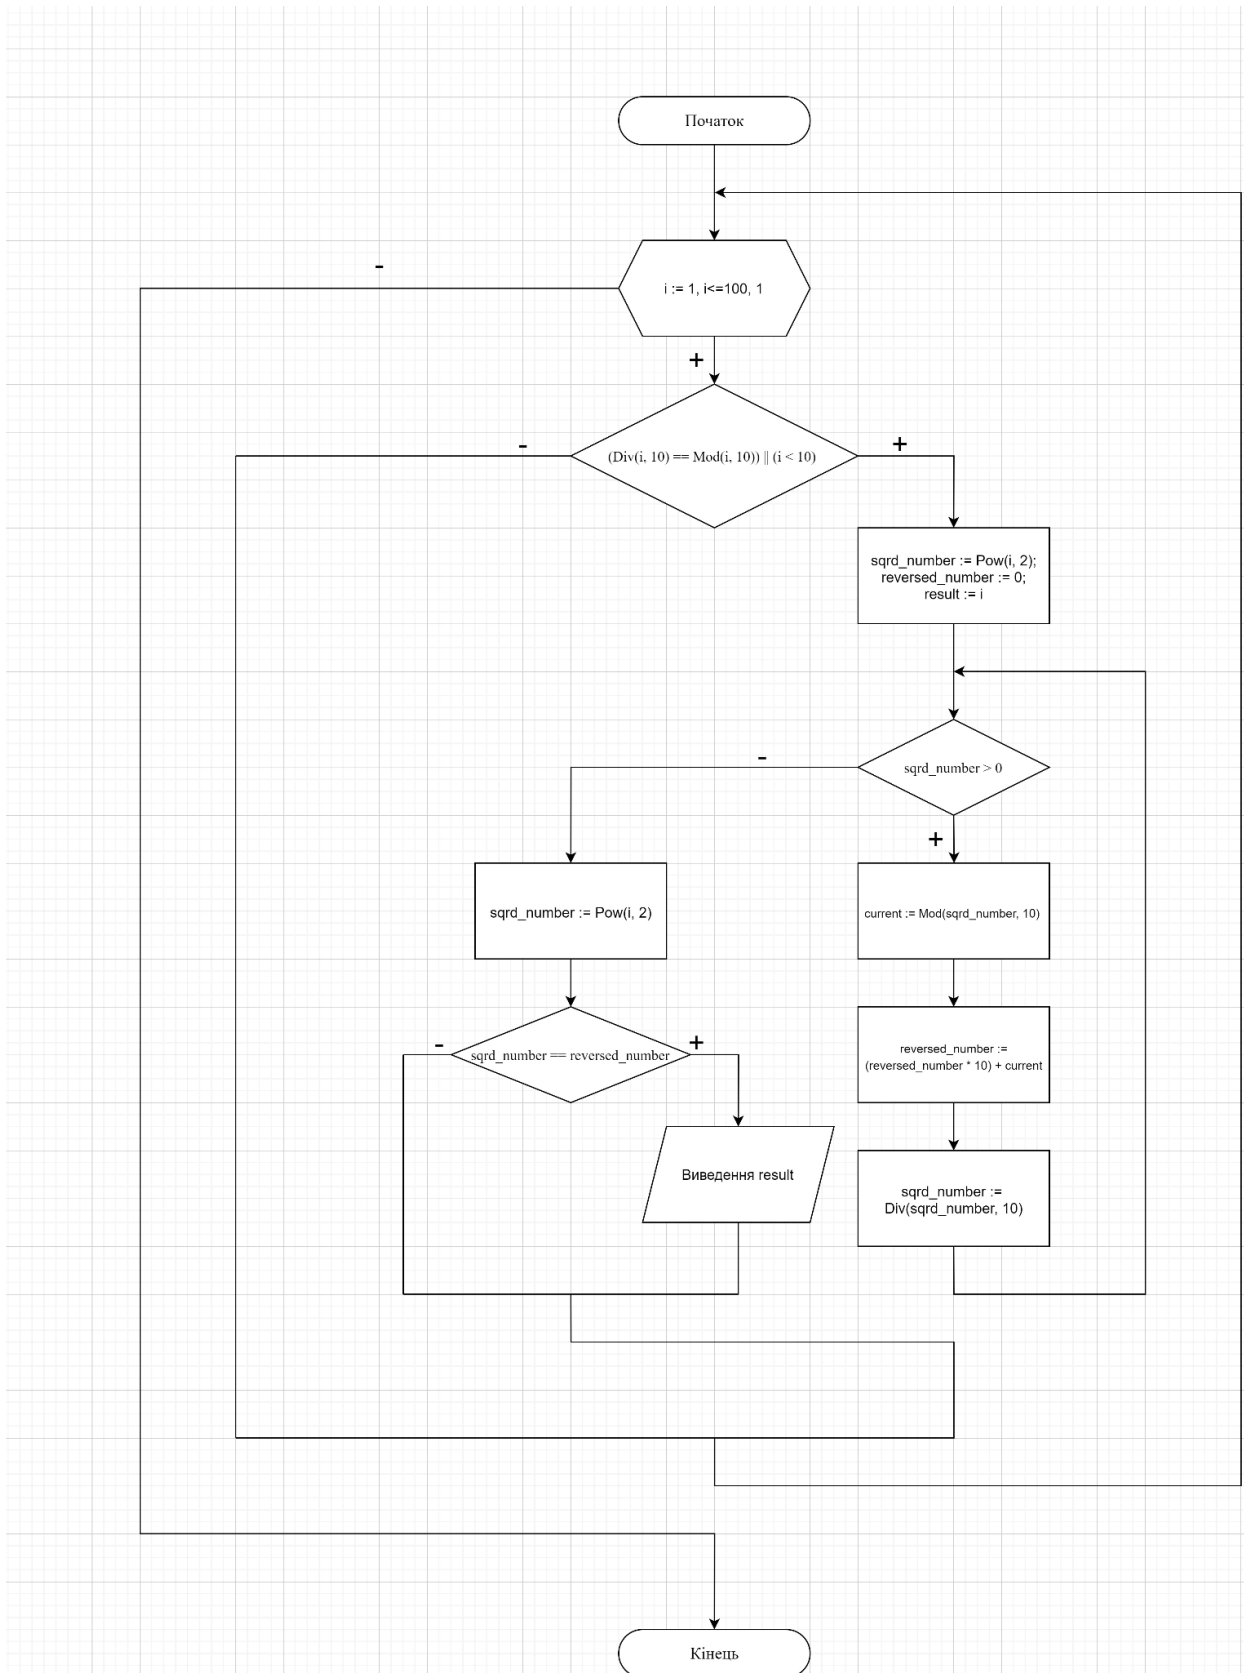 Початок
-
i := 1, i<=100, 1
+
-
+
(Div(i, 10) == Mod(i, 10)) || (i < 10)
sqrd_number := Pow(i, 2);
reversed_number := 0;
result := i
-
sqrd_number > 0
+
sqrd_number := Pow(i, 2)
current := Mod(sqrd_number, 10)
-
+
sqrd_number == reversed_number
reversed_number :=
(reversed_number * 10) + current
Виведення result
sqrd_number :=
Div(sqrd_number, 10)
Кінець